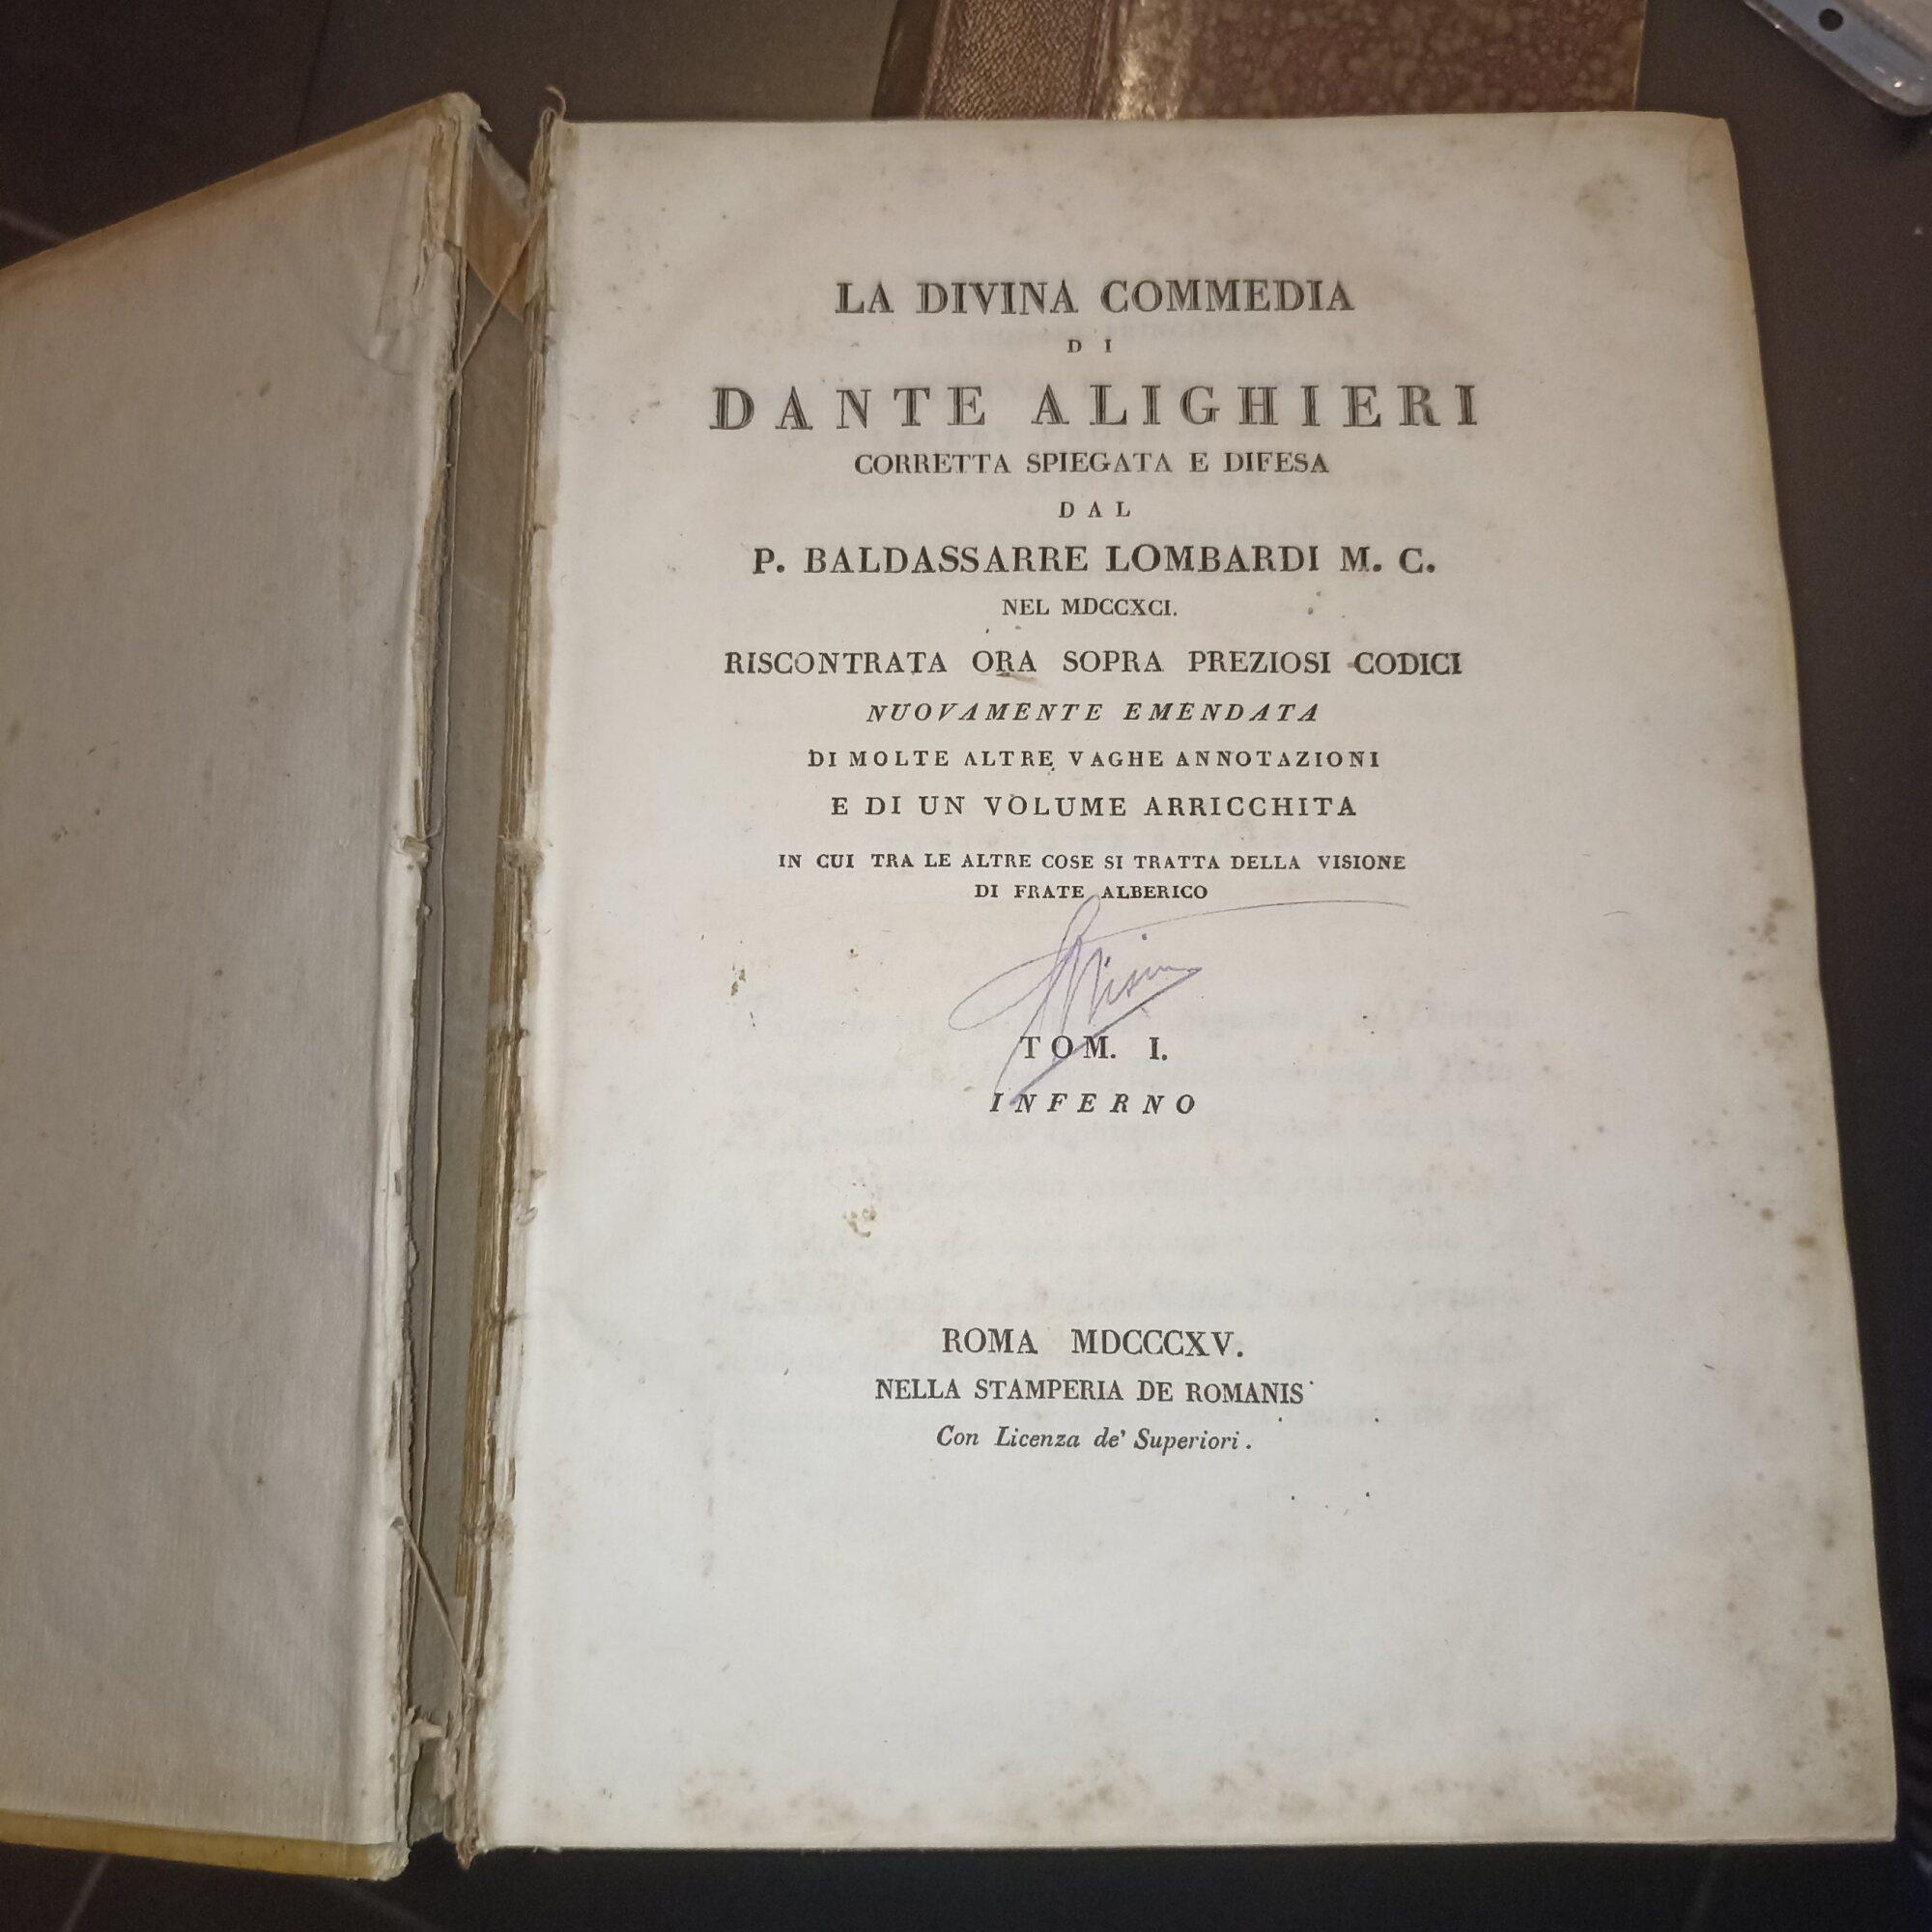 LA DIVINA COMMEDIA
DI
DANTE ALIGHIERI
CORRETTA SPIEGATA E DIFESA
DAL
P. BALDASSARRE LOMBARDI M. C.
NEL MDCCXCI.
RISCONTRATA ORA SOPRA PREZIOSI CODICI
NUOVAMENTE EMENDATA
DI MOLTE ALTRE VAGHE ANNOTAZIONI
E DI UN VOLUME ARRICCHITA
IN CUI TRA LE ALTRE COSE SI TRATTA DELLA VISIONE
DI FRATE ALBERICO
TOM. I.
INFERNO
ROMA MDCCCXV.
NELLA STAMPERIA DE ROMANIS
Con Licenza de' Superiori.